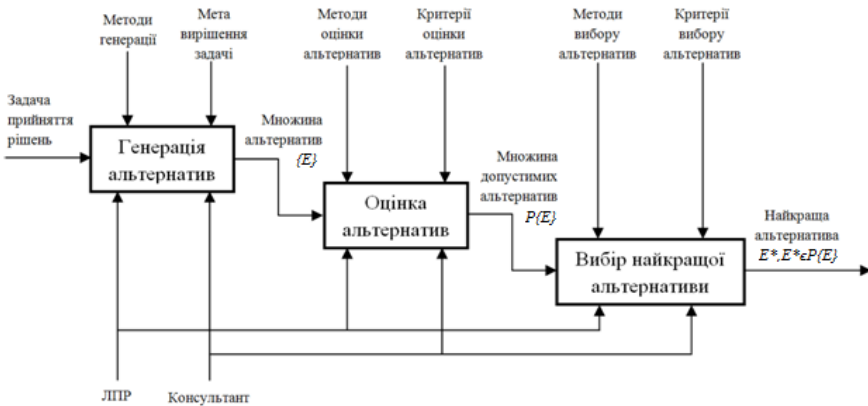 Методи
генерації
Мета
вирішення
задачі
Методи
оцінки
альтернатив
Критерії
оцінки
альтернатив
Методи
вибору
альтернатив
Критерії
вибору
альтернатив
Задача
прийняття
рішень
Генерація
альтернатив
Множина
альтернатив
{E}
Оцінка
альтернатив
Множина
допустимих
альтернатив
P{E}
Вибір найкращої
альтернативи
Найкраща
альтернатива
E*,E*єP{E}
ЛПР
Консультант